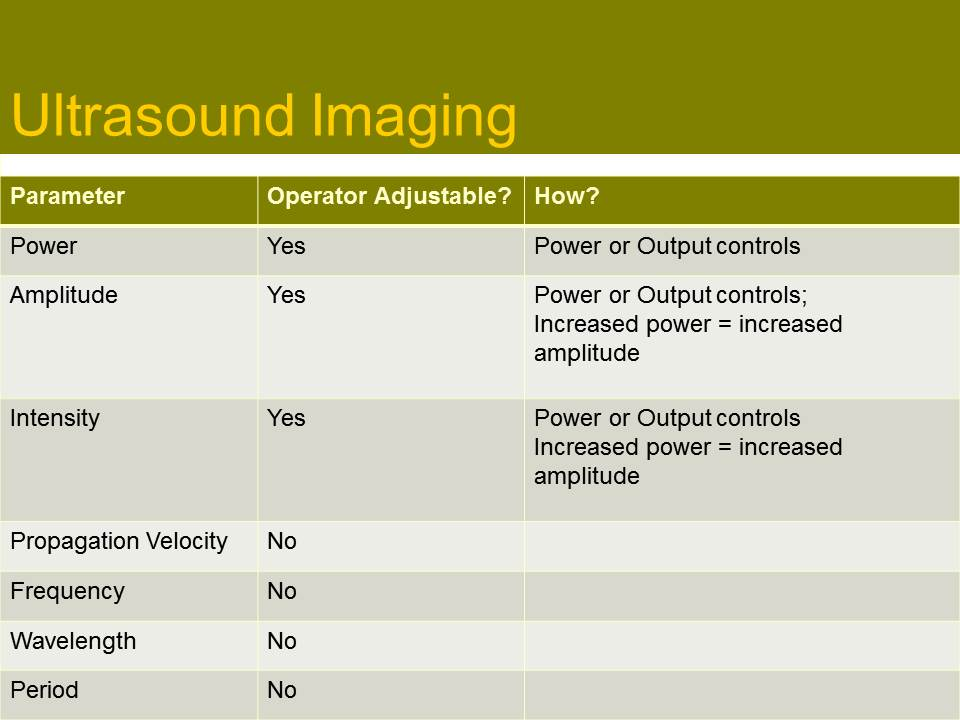 Ultrasound Imaging
Parameter Operator Adjustable? How?
Power Yes Power or Output controls
Amplitude Yes Power or Output controls;
Increased power = increased
amplitude
Intensity Yes Power or Output controls
Increased power = increased
amplitude
Propagation Velocity No
Frequency No
Wavelength No
Period No